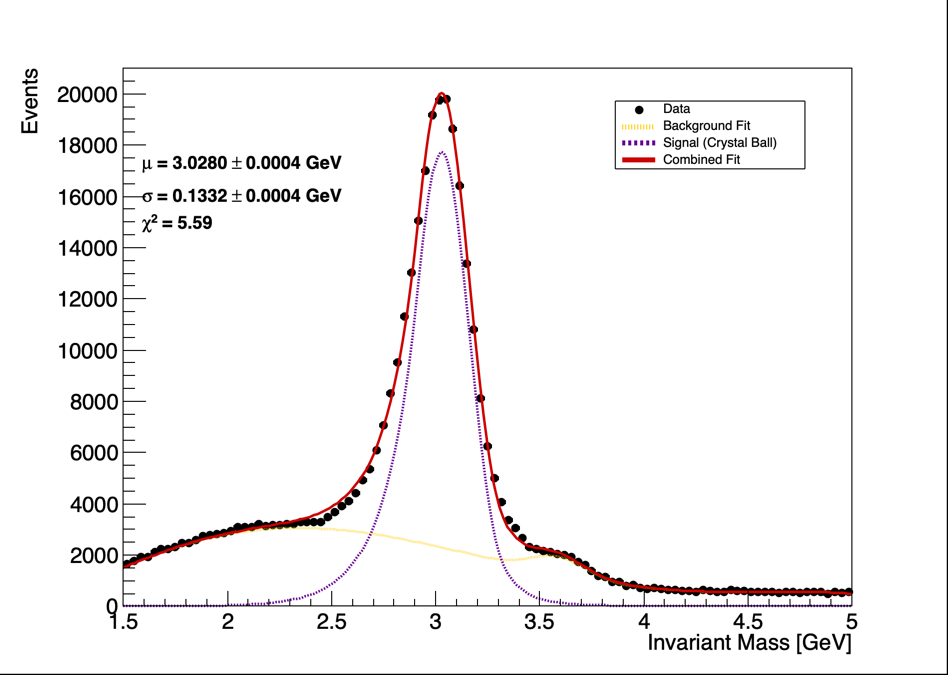 Events
20000
18000
16000
14000
12000
10000
8000
6000
4000
2000
0
μ = 3.0280 ± 0.0004 GeV
σ = 0.1332 ± 0.0004 GeV
χ² = 5.59
Data
Background Fit
Signal (Crystal Ball)
Combined Fit
1.5 2 2.5 3 3.5 4 4.5 5
Invariant Mass [GeV]